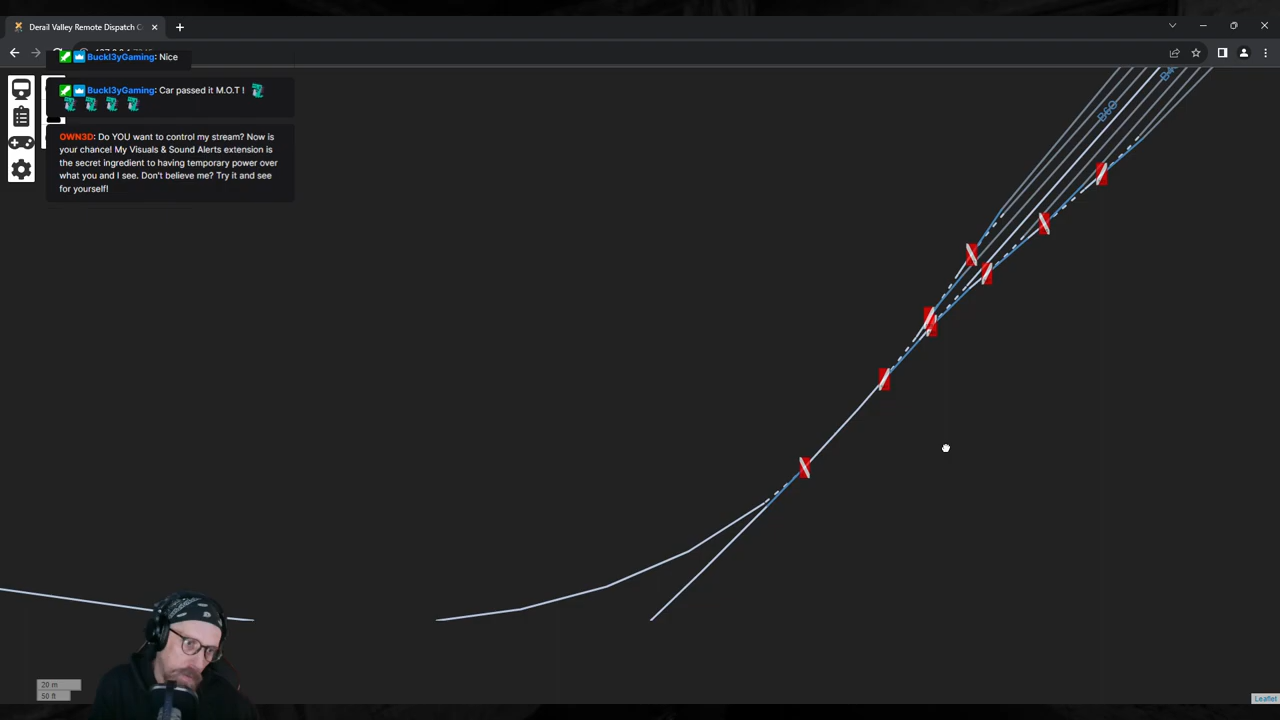 Derail Valley Remote Dispatch
Buckl3yGaming: Nice
Buckl3yGaming: Car passed it M.O.T !
OWN3D: Do YOU want to control my stream? Now is
your chance! My Visuals & Sound Alerts extension is
the secret ingredient to having temporary power over
what you and I see. Don't believe me? Try it and see
for yourself!
20 m
50 ft
Leaflet